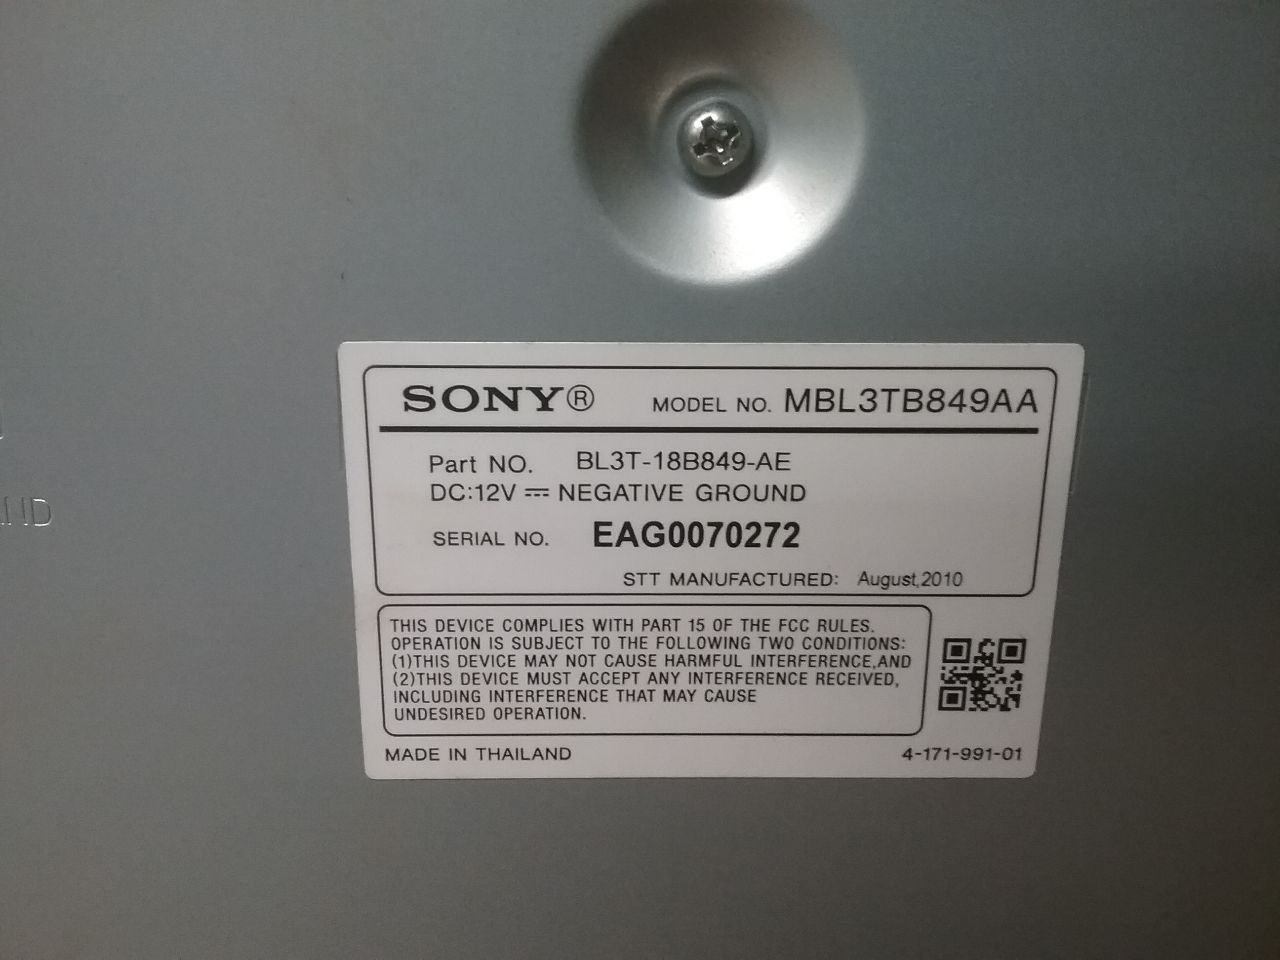 SONY® MODEL NO. MBL3TB849AA
Part NO. BL3T-18B849-AE
DC:12V ⎓ NEGATIVE GROUND
SERIAL NO. EAG0070272
STT MANUFACTURED: August,2010
THIS DEVICE COMPLIES WITH PART 15 OF THE FCC RULES.
OPERATION IS SUBJECT TO THE FOLLOWING TWO CONDITIONS:
(1)THIS DEVICE MAY NOT CAUSE HARMFUL INTERFERENCE,AND
(2)THIS DEVICE MUST ACCEPT ANY INTERFERENCE RECEIVED,
INCLUDING INTERFERENCE THAT MAY CAUSE
UNDESIRED OPERATION.
MADE IN THAILAND 4-171-991-01